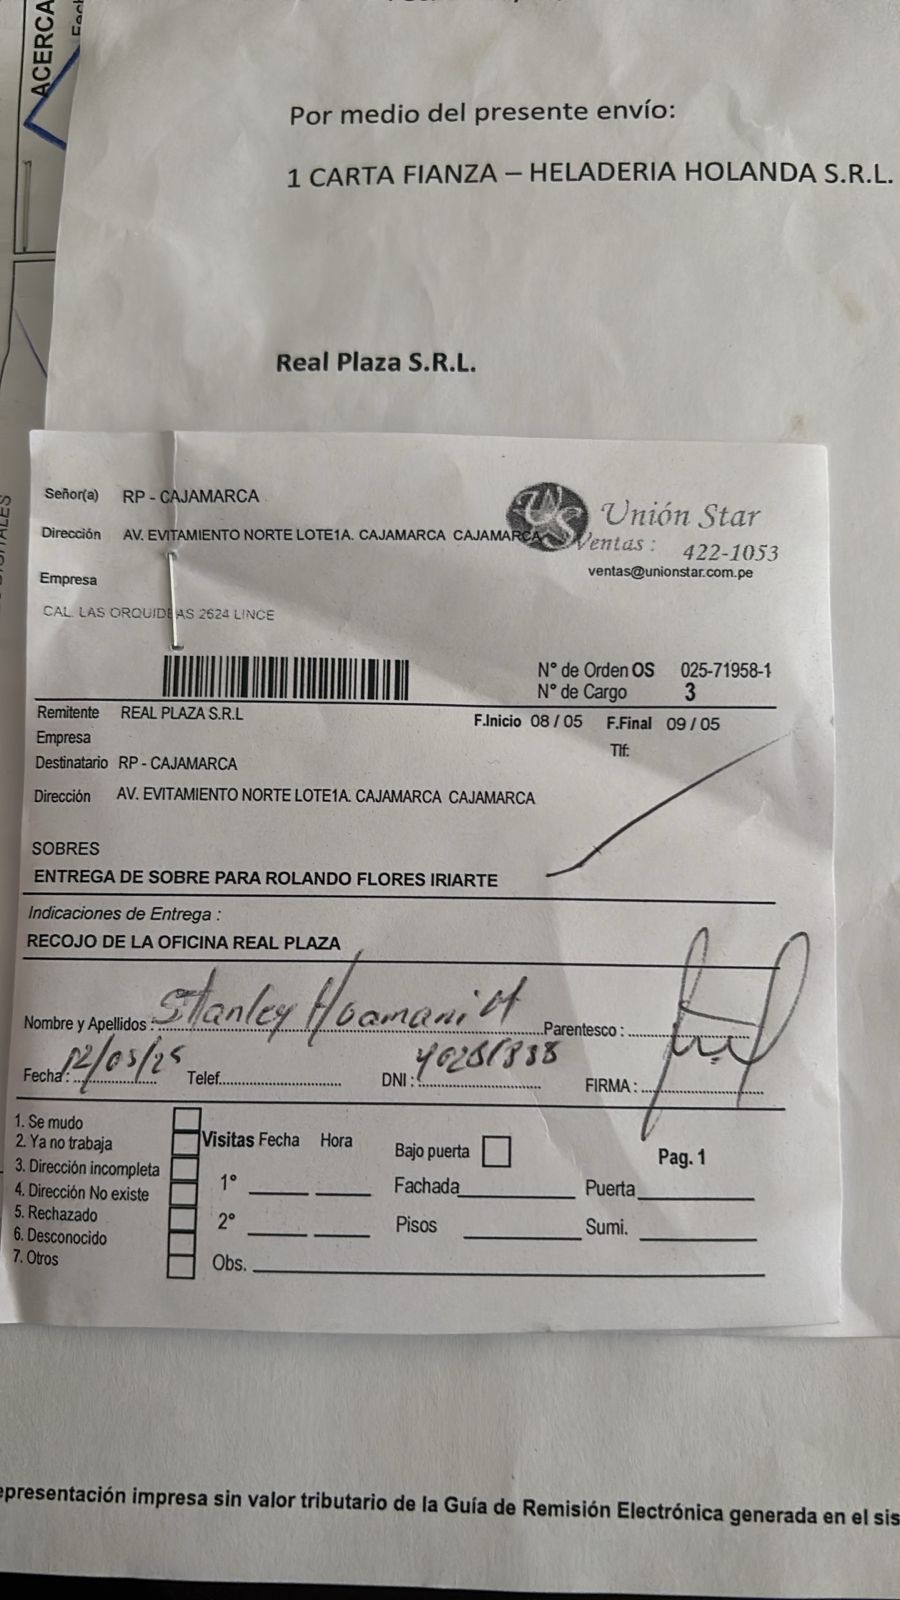 ACERCA
Por medio del presente envío:
1 CARTA FIANZA – HELADERIA HOLANDA S.R.L.
Real Plaza S.R.L.
Señor(a) RP - CAJAMARCA
Dirección AV. EVITAMIENTO NORTE LOTE1A. CAJAMARCA CAJAMARCA
Empresa
CAL. LAS ORQUIDEAS 2624 LINCE
US Unión Star
Ventas : 422-1053
ventas@unionstar.com.pe
N° de Orden OS 025-71958-1
N° de Cargo 3
Remitente REAL PLAZA S.R.L
F.Inicio 08 / 05 F.Final 09 / 05
Empresa
Tlf:
Destinatario RP - CAJAMARCA
Dirección AV. EVITAMIENTO NORTE LOTE1A. CAJAMARCA CAJAMARCA
SOBRES
ENTREGA DE SOBRE PARA ROLANDO FLORES IRIARTE
Indicaciones de Entrega :
RECOJO DE LA OFICINA REAL PLAZA
Nombre y Apellidos : Stanley Huamani H Parentesco :
Fecha : 12/05/25 Telef. DNI : FIRMA :
1. Se mudo
2. Ya no trabaja
3. Dirección incompleta
4. Dirección No existe
5. Rechazado
6. Desconocido
7. Otros
Visitas Fecha Hora
1°
2°
Obs.
Bajo puerta
Fachada Puerta
Pisos Sumi.
Pag. 1
epresentación impresa sin valor tributario de la Guía de Remisión Electrónica generada en el sis